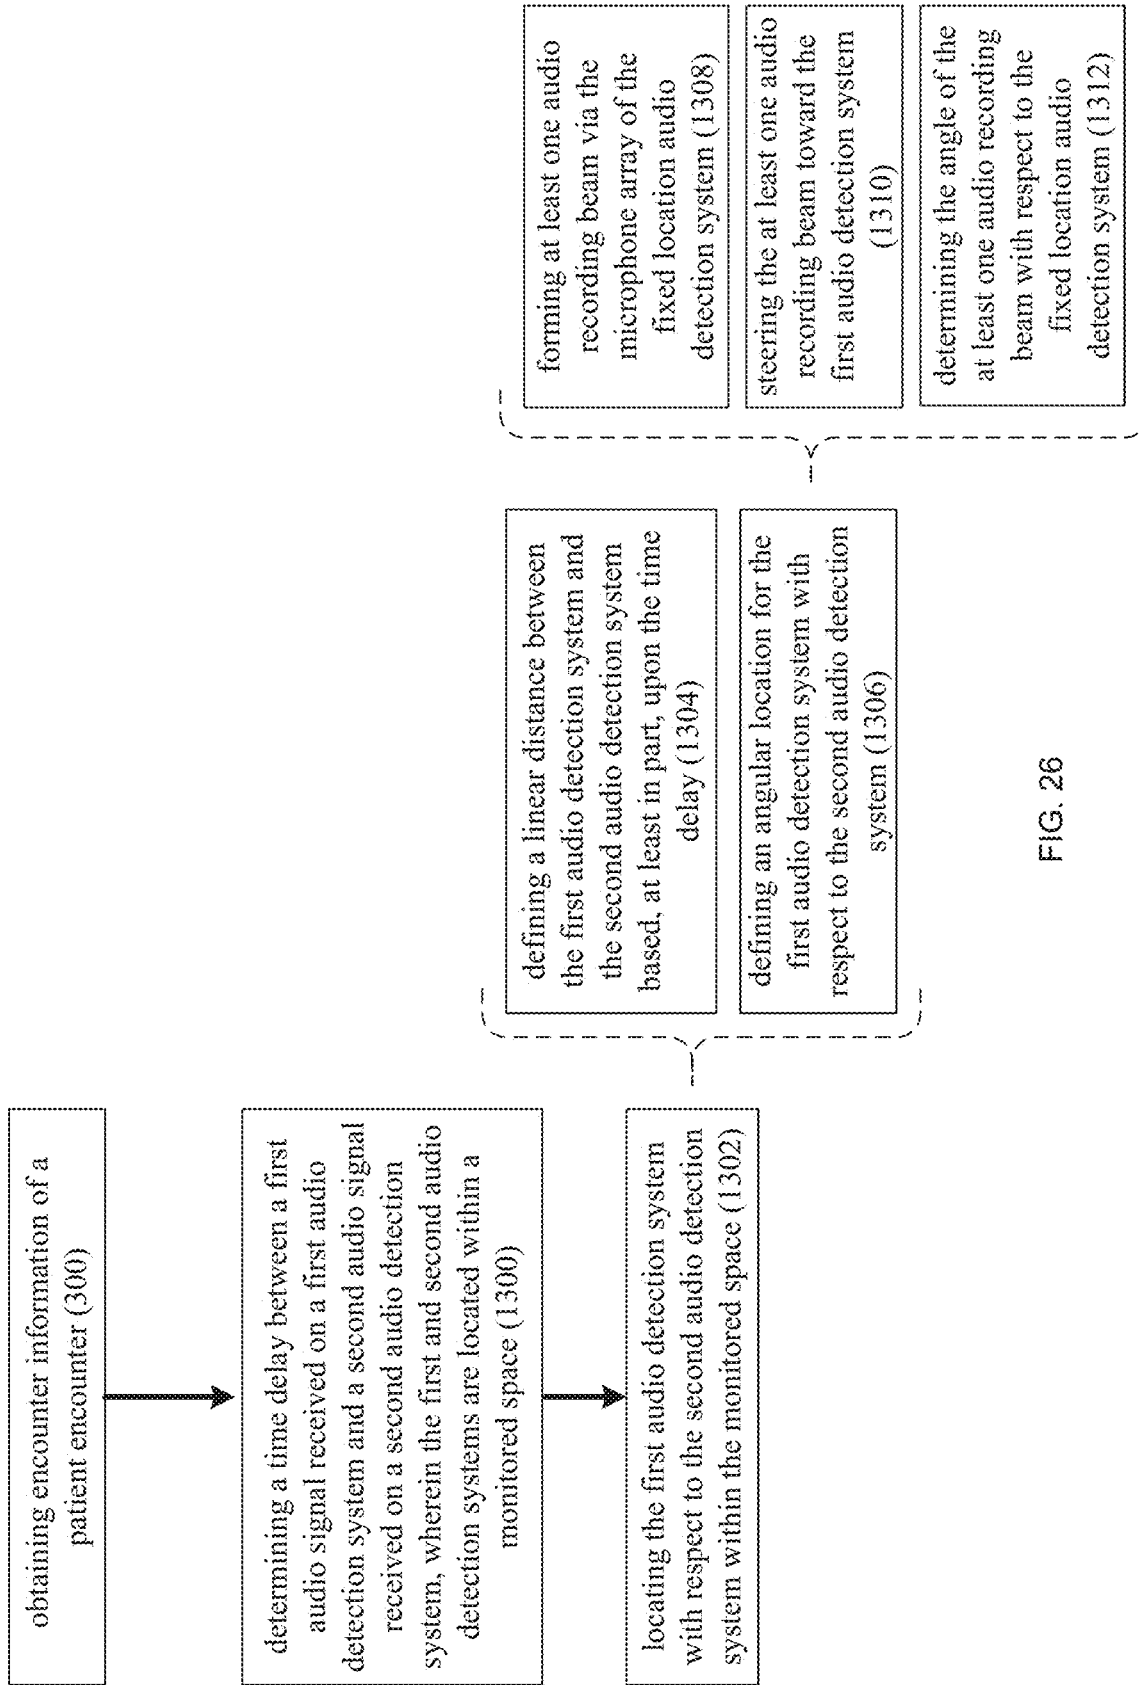 obtaining encounter information of a
patient encounter (300)
determining a time delay between a first
audio signal received on a first audio
detection system and a second audio signal
received on a second audio detection
system, wherein the first and second audio
detection systems are located within a
monitored space (1300)
locating the first audio detection system
with respect to the second audio detection
system within the monitored space (1302)
defining a linear distance between
the first audio detection system and
the second audio detection system
based, at least in part, upon the time
delay (1304)
defining an angular location for the
first audio detection system with
respect to the second audio detection
system (1306)
forming at least one audio
recording beam via the
microphone array of the
fixed location audio
detection system (1308)
steering the at least one audio
recording beam toward the
first audio detection system
(1310)
determining the angle of the
at least one audio recording
beam with respect to the
fixed location audio
detection system (1312)
FIG. 26